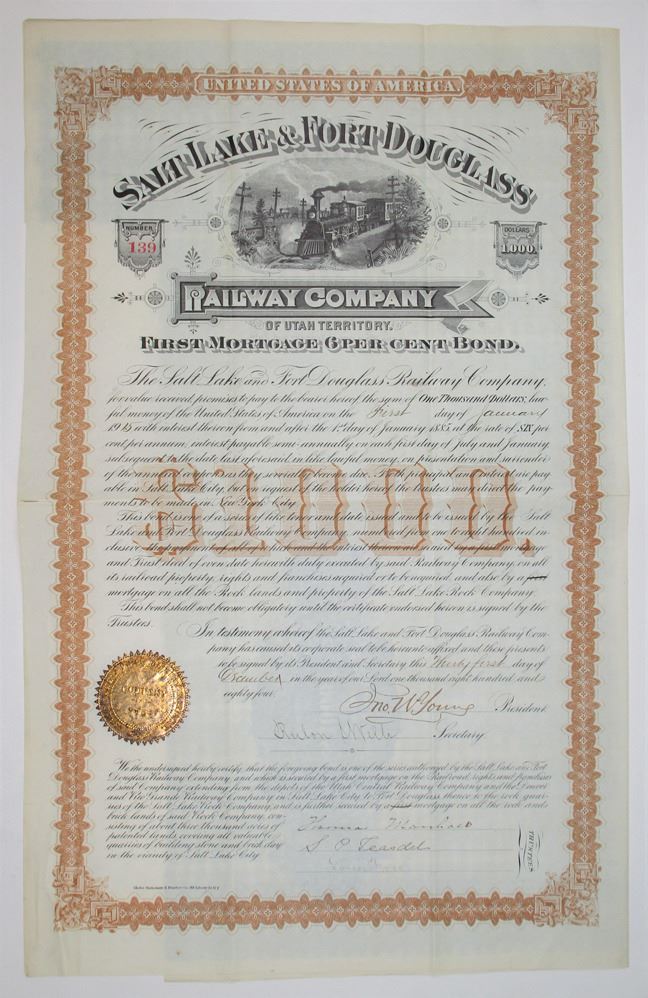 UNITED STATES OF AMERICA.
SALT LAKE & FORT DOUGLASS
NUMBER
139
DOLLARS
1,000.
RAILWAY COMPANY
OF UTAH TERRITORY.
FIRST MORTGAGE 6 PER CENT BOND.
The Salt Lake and Fort Douglass Railway Company,
for value received promises to pay to the bearer hereof the sum of ONE THOUSAND DOLLARS, law-
ful money of the United States of America on the First day of January
with interest thereon from and after the 1st day of January 1885 at the rate of SIX per
cent per annum, interest payable semi-annually on each first day of July and January
subsequent to the date last aforesaid in like lawful money, on presentation and surrender
of the annexed coupons as they severally become due. Both principal and interest are pay-
able in Salt Lake City, or on request of the holder hereof the trustees may direct the pay-
ments to be made in New York City.
$1,000.
This bond is one of a series of like tenor and date issued and to be issued by the Salt
Lake and Fort Douglass Railway Company, numbered from one to in-
clusive the payment of interest and
and Trust deed of even date herewith duly executed by said Railway Company, on all
its railroad property, rights and franchises acquired or to be acquired and also by a first
mortgage on all the Rock lands and property of the Salt Lake Rock Company.
This bond shall not become obligatory until the certificate endorsed hereon is signed by the
Trustees.
In testimony whereof the Salt Lake and Fort Douglass Railway Com-
pany has caused its corporate seal to be hereunto affixed and these presents
to be signed by its President and Secretary this Thirty first day of
December in the year of our Lord one thousand eight hundred and
eighty four.
Jno. W. Young President
Secretary
We the undersigned hereby certify, that the foregoing bond is one of the series authorized by the Salt Lake and Fort
Douglass Railway Company and which is secured by a first mortgage on the Railroad, rights and franchises
of said Company extending from the depots of the Utah Central Railway Company and the Denver
and Rio Grande Railway Company in Salt Lake City to Fort Douglass thence to the rock quar-
ries of the Salt Lake Rock Company, and is further secured by a first mortgage on all the rock and
brick lands of said Rock Company, con-
sisting of about three thousand acres of
patented lands covering all valuable
quarries of building stone and brick clay
in the vicinity of Salt Lake City
Thomas
S. P. Teasdel
TRUSTEES